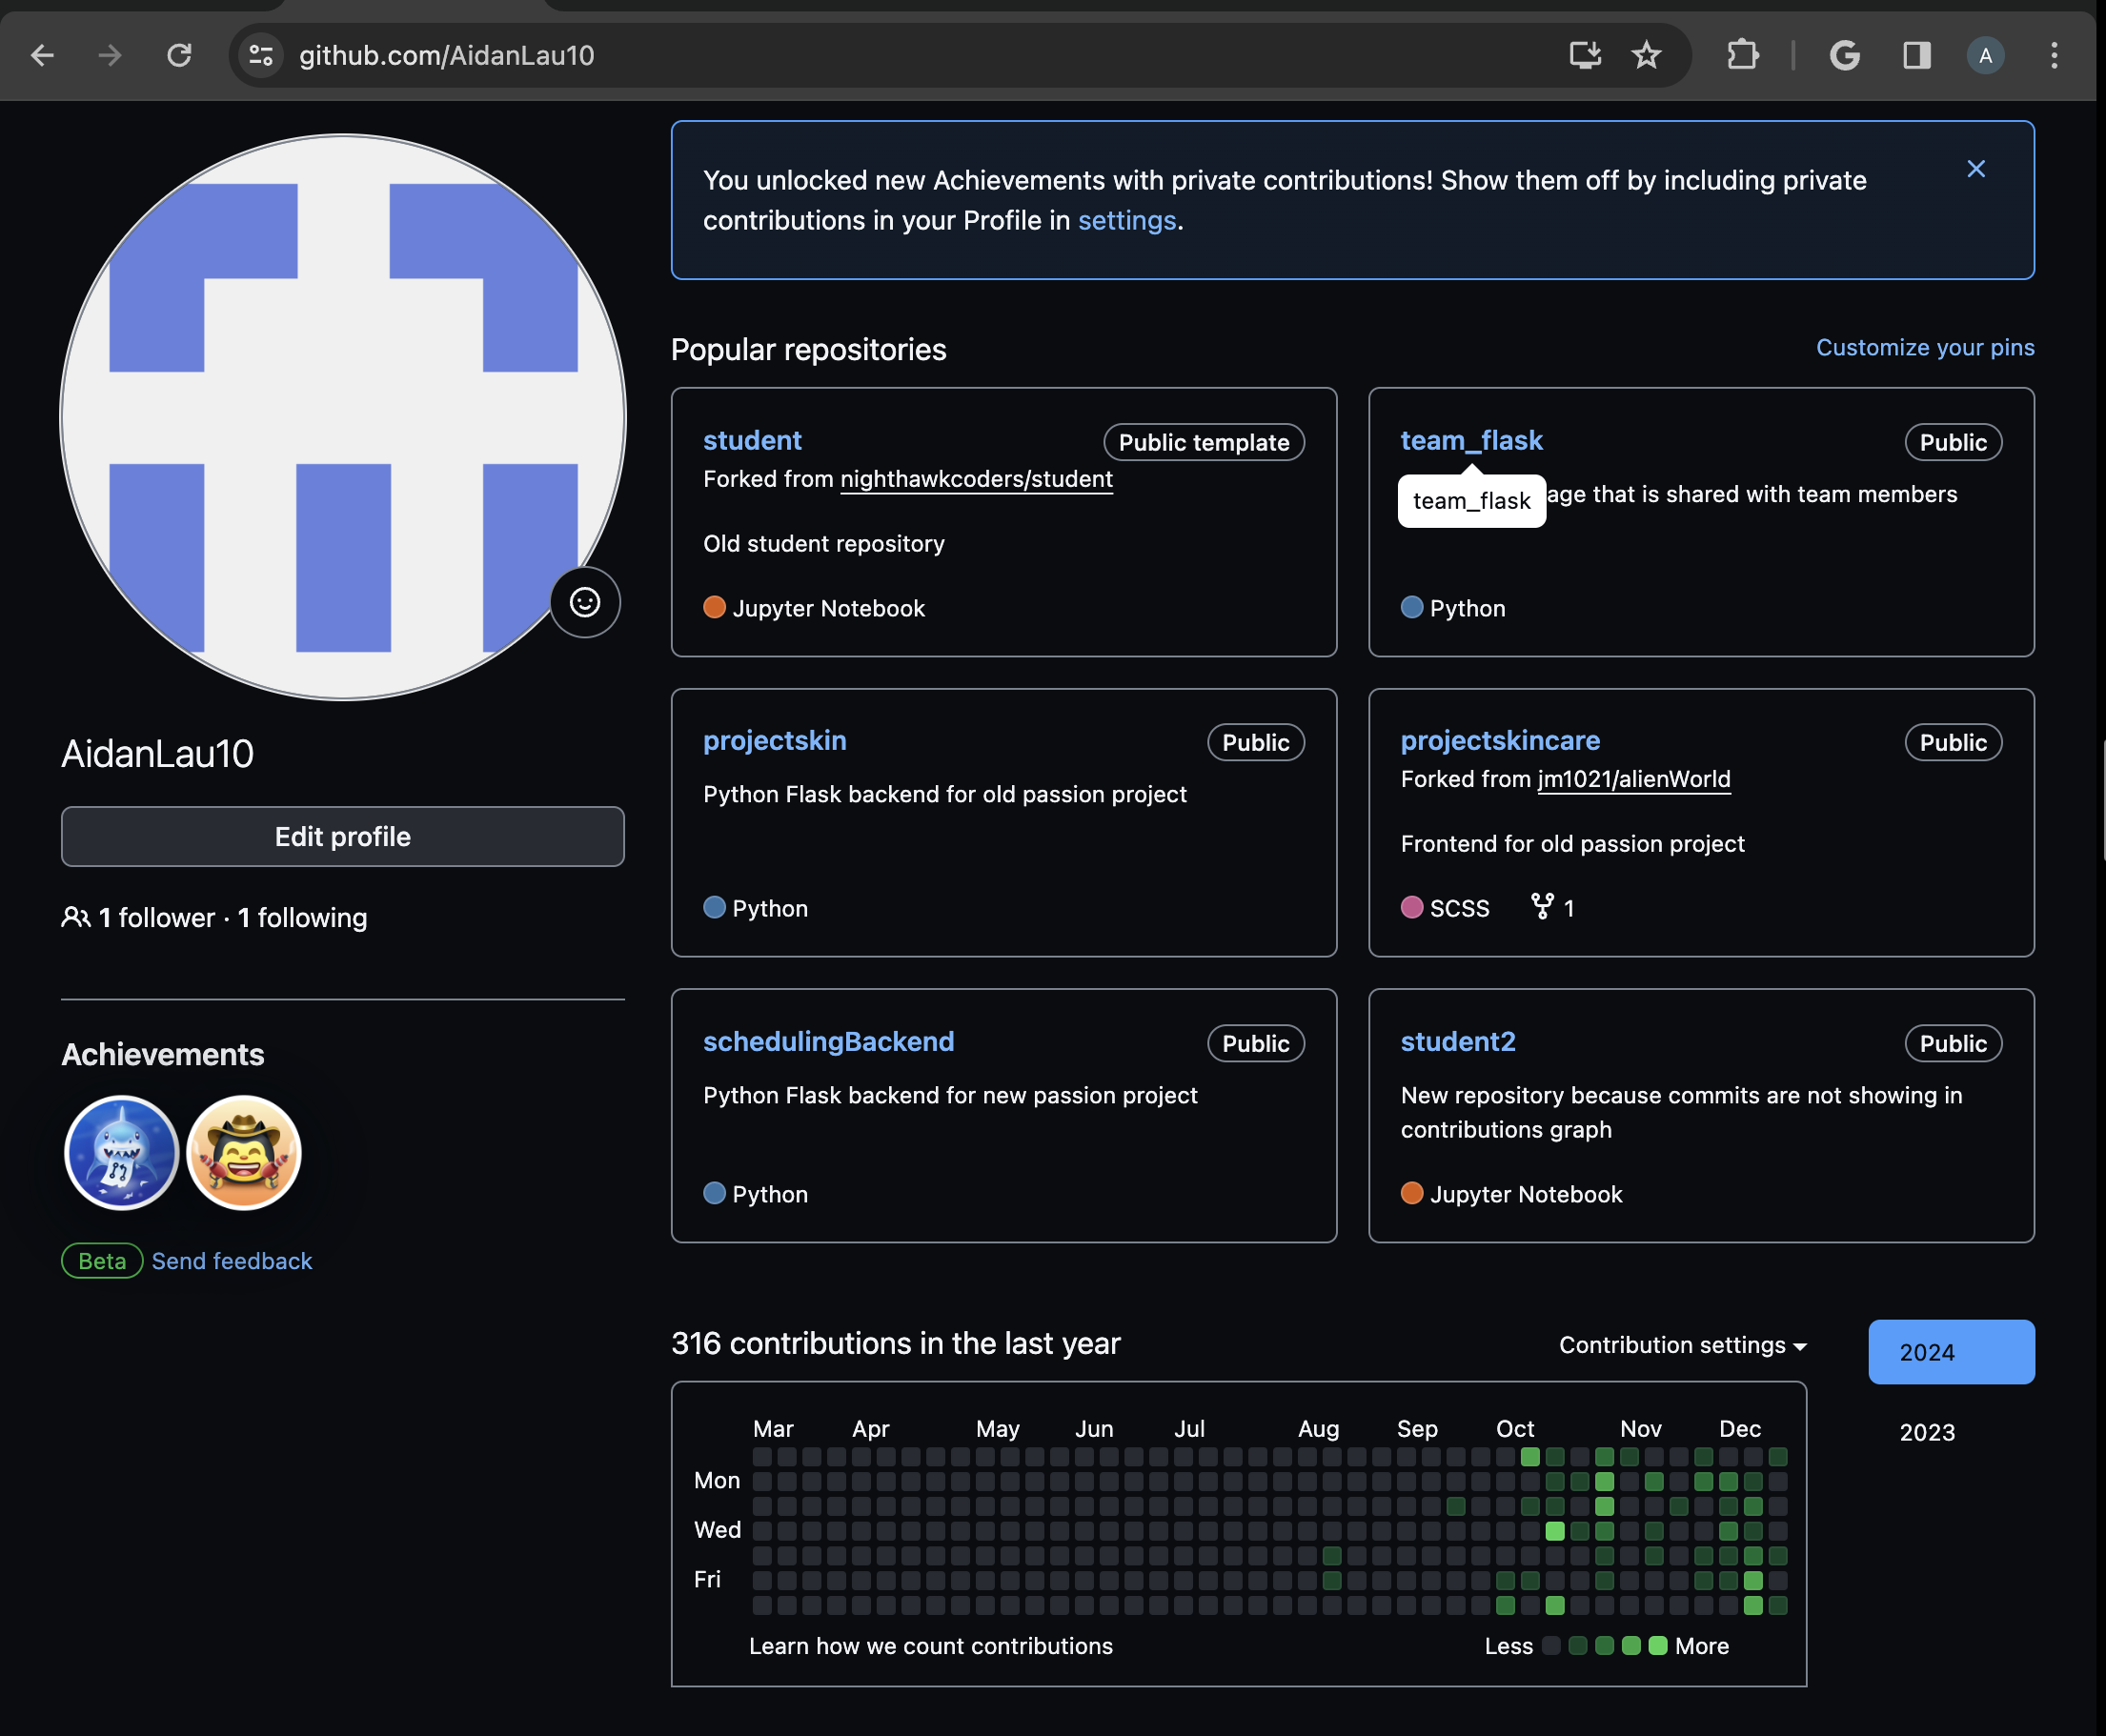 github.com/AidanLau10
A
You unlocked new Achievements with private contributions! Show them off by including private
contributions in your Profile in settings.
Popular repositories
Customize your pins
student
Public template
Forked from nighthawkcoders/student
Old student repository
Jupyter Notebook
team_flask
Public
team_flask
age that is shared with team members
Python
projectskin
Public
Python Flask backend for old passion project
Python
projectskincare
Public
Forked from jm1021/alienWorld
Frontend for old passion project
SCSS 1
schedulingBackend
Public
Python Flask backend for new passion project
Python
student2
Public
New repository because commits are not showing in
contributions graph
Jupyter Notebook
AidanLau10
Edit profile
1 follower · 1 following
Achievements
Beta Send feedback
316 contributions in the last year
Contribution settings
2024
2023
Mar Apr May Jun Jul Aug Sep Oct Nov Dec
Mon
Wed
Fri
Learn how we count contributions
Less More